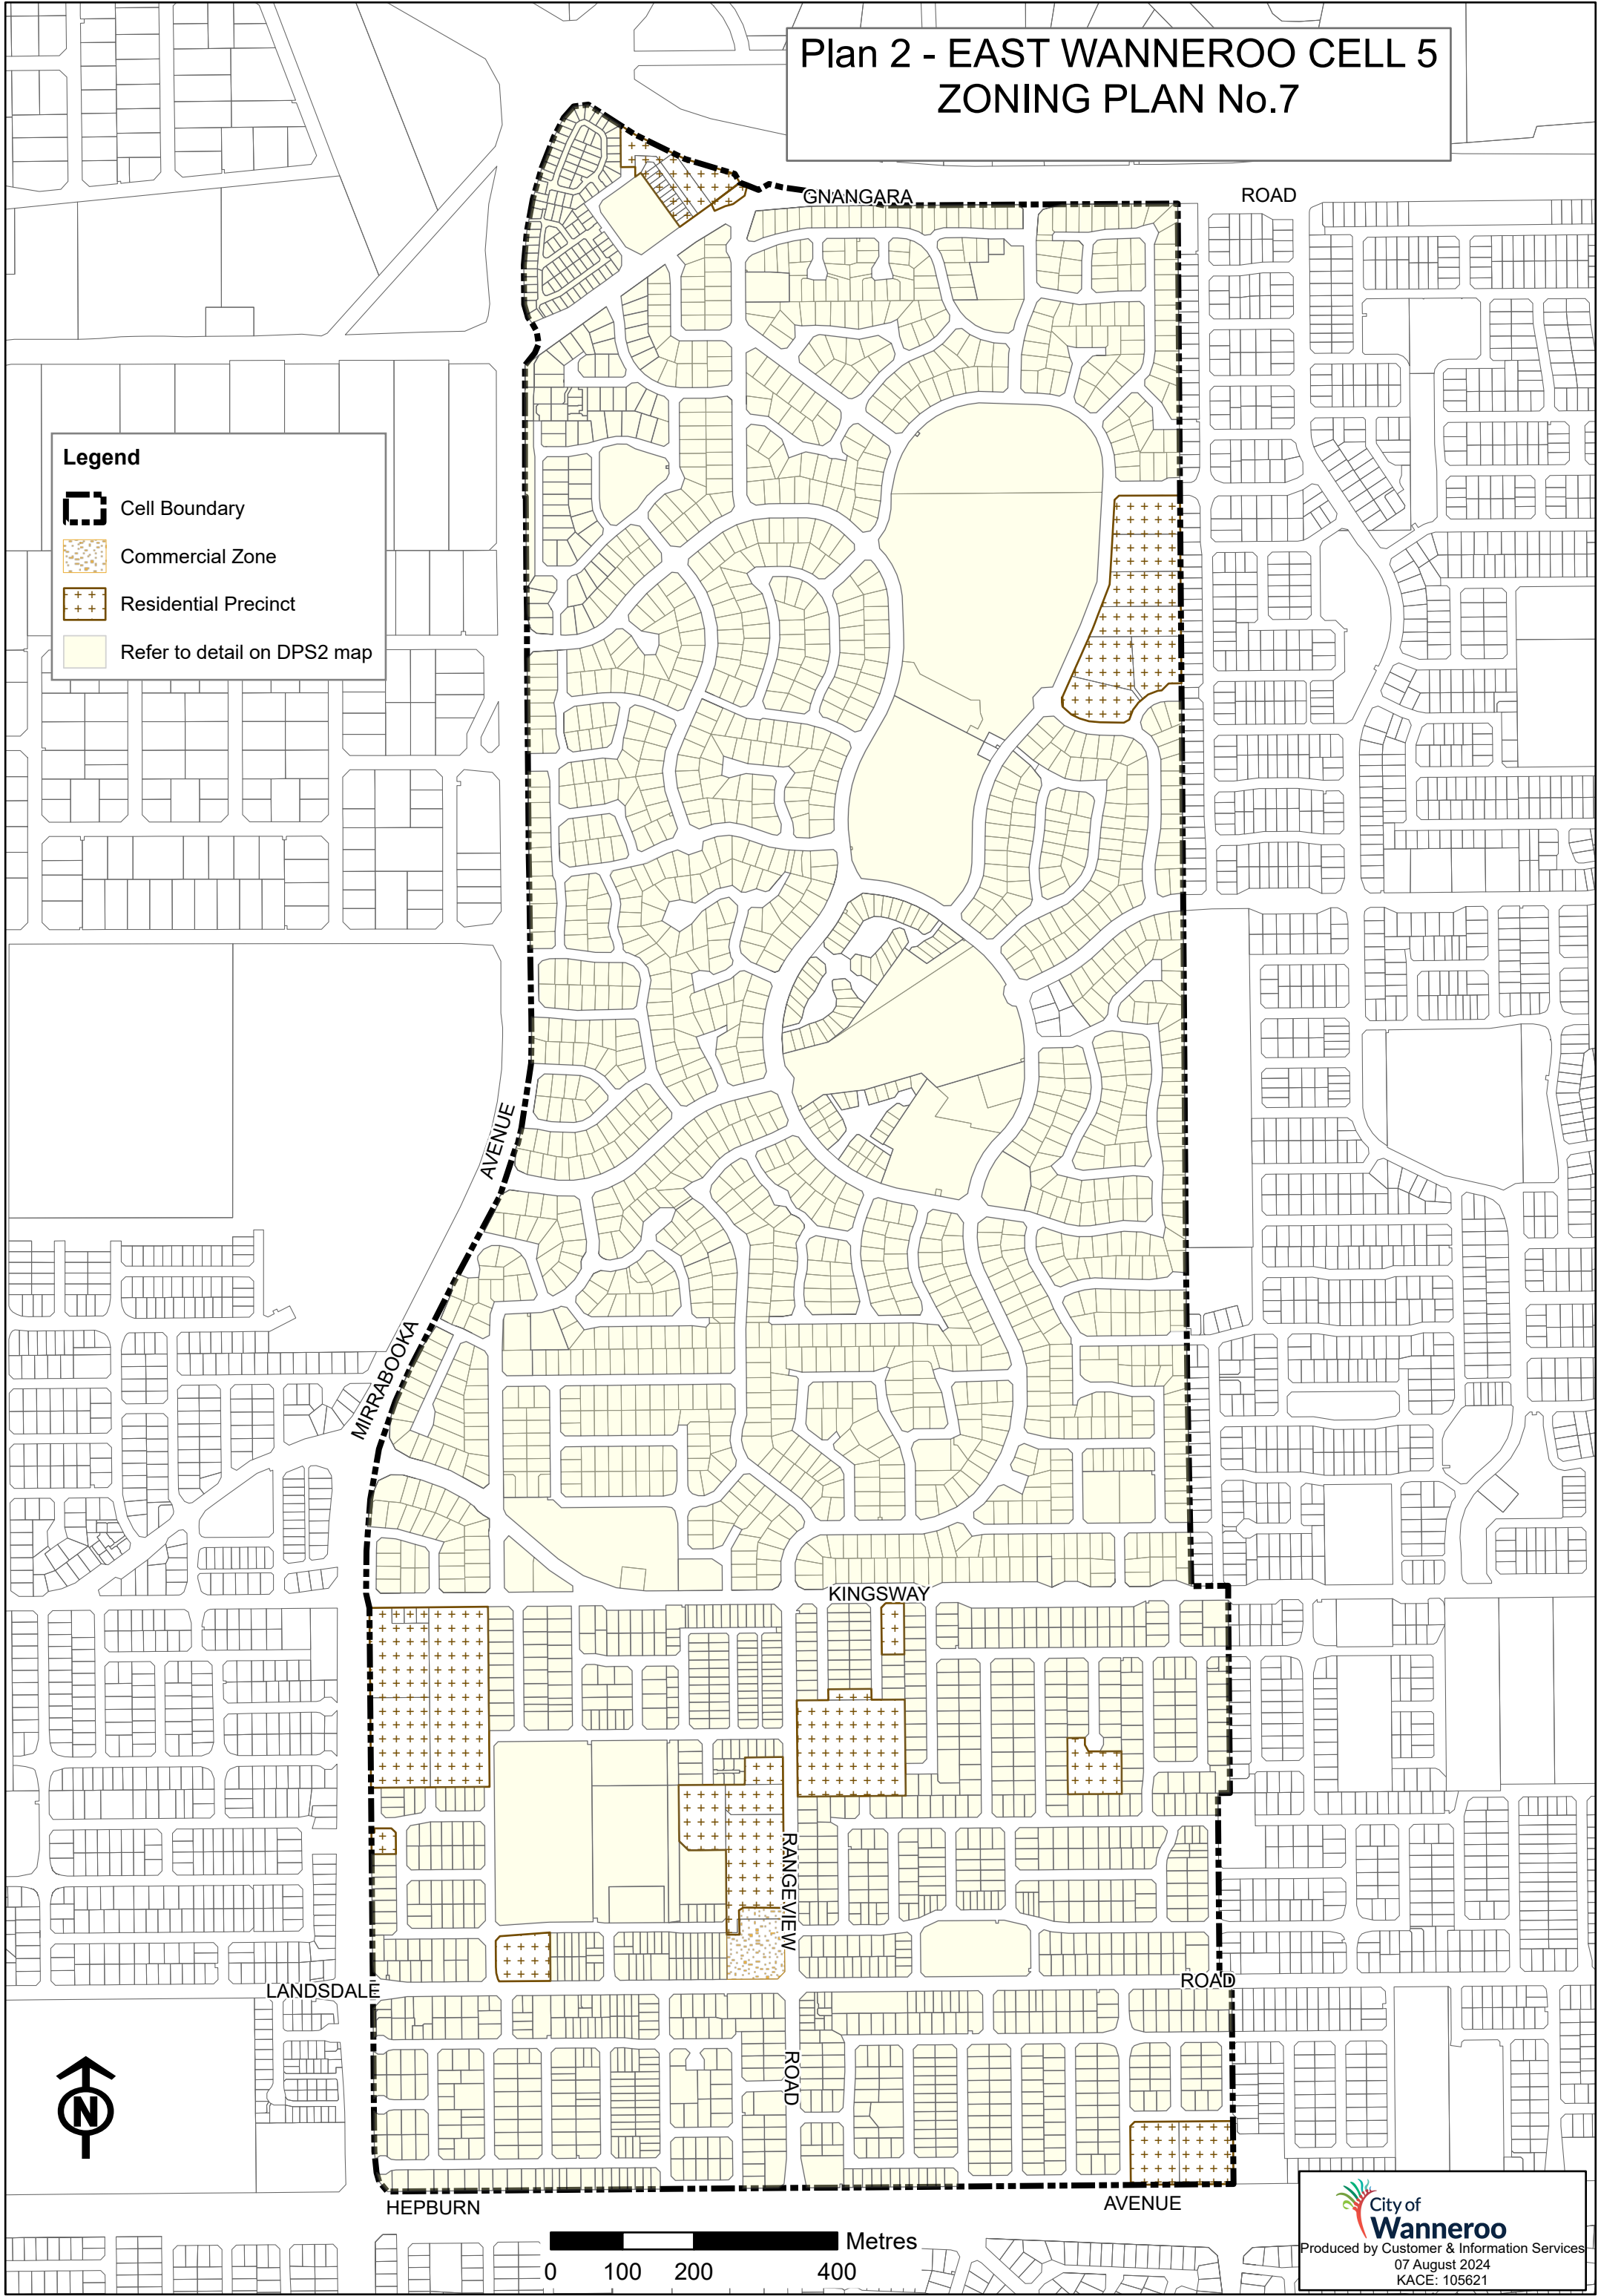 Plan 2 - EAST WANNEROO CELL 5
ZONING PLAN No.7
GNANGARA
ROAD
Legend
Cell Boundary
Commercial Zone
Residential Precinct
Refer to detail on DPS2 map
AVENUE
MIRRABOOKA
KINGSWAY
RANGEVIEW
LANDSDALE
ROAD
ROAD
N
HEPBURN
AVENUE
Metres
0 100 200 400
City of
Wanneroo
Produced by Customer & Information Services
07 August 2024
KACE: 105621